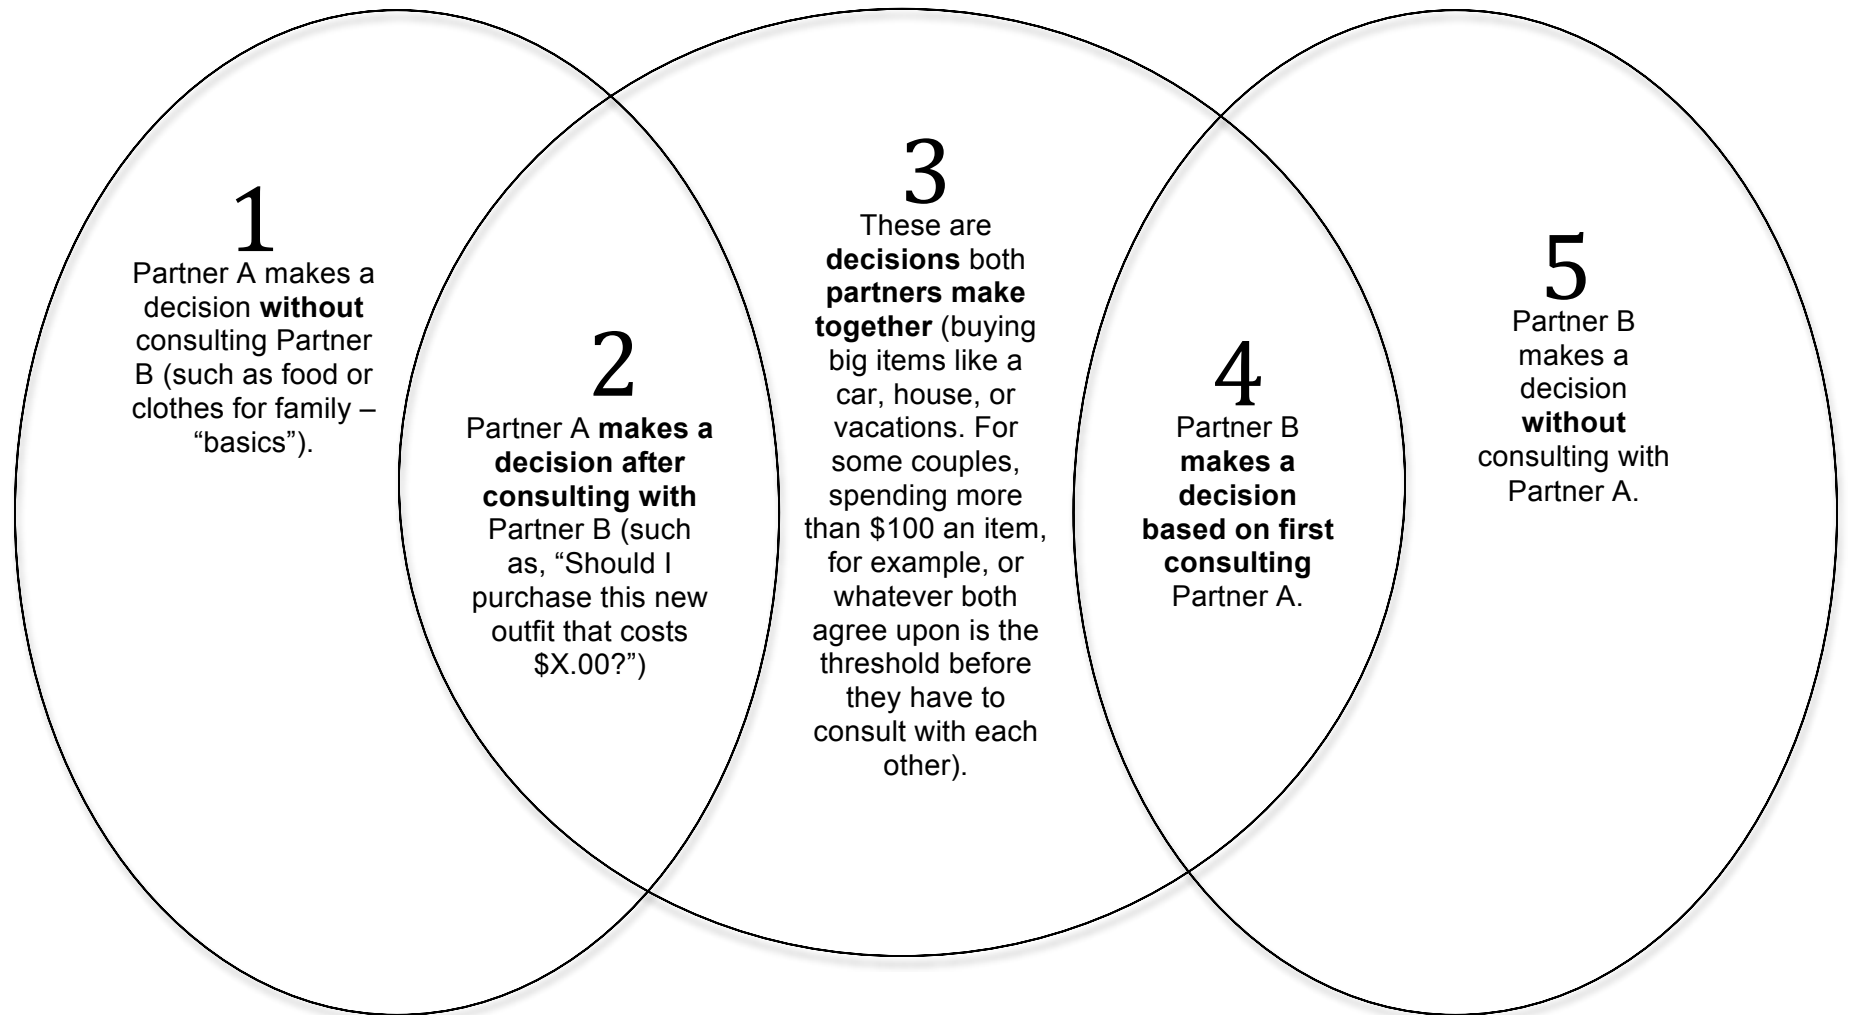 1
Partner A makes a
decision without
consulting Partner
B (such as food or
clothes for family –
“basics”).
2
Partner A makes a
decision after
consulting with
Partner B (such
as, “Should I
purchase this new
outfit that costs
$X.00?”)
3
These are
decisions both
partners make
together (buying
big items like a
car, house, or
vacations. For
some couples,
spending more
than $100 an item,
for example, or
whatever both
agree upon is the
threshold before
they have to
consult with each
other).
4
Partner B
makes a
decision
based on first
consulting
Partner A.
5
Partner B
makes a
decision
without
consulting with
Partner A.